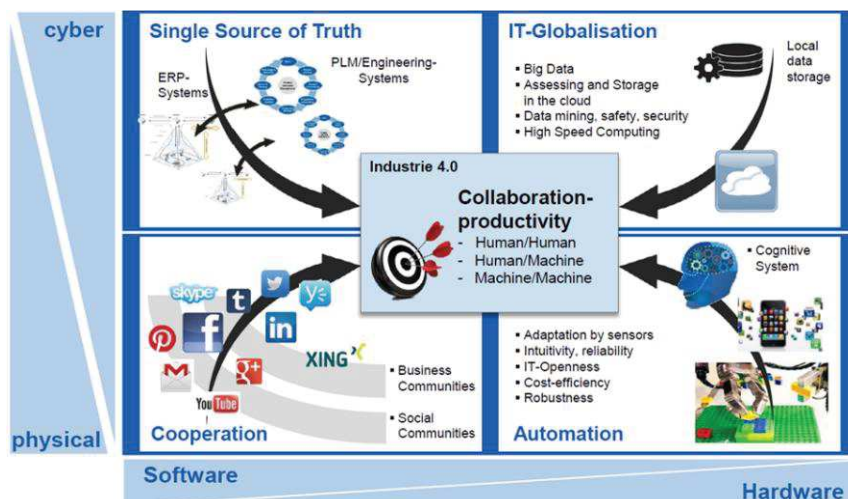 cyber
Single Source of Truth
ERP-
Systems
PLM/Engineering-
Systems
IT-Globalisation
▪ Big Data
▪ Assessing and Storage
in the cloud
▪ Data mining, safety, security
▪ High Speed Computing
Local
data
storage
Industrie 4.0
Collaboration-
productivity
- Human/Human
- Human/Machine
- Machine/Machine
skype
t
y
f
in
XING
M
g+
YouTube
▪ Business
Communities
▪ Social
Communities
Cooperation
▪ Cognitive
System
▪ Adaptation by sensors
▪ Intuitivity, reliability
▪ IT-Openness
▪ Cost-efficiency
▪ Robustness
Automation
physical
Software
Hardware